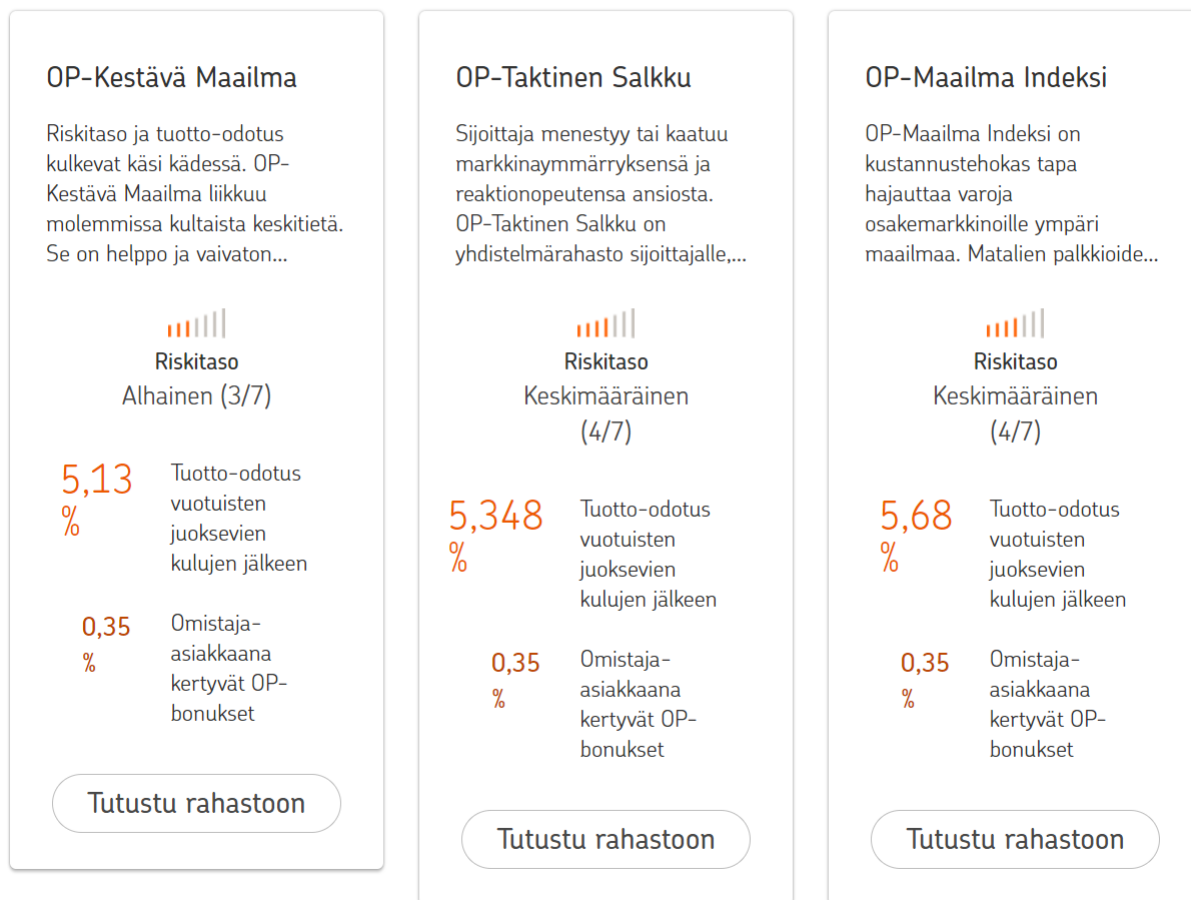 OP-Kestävä Maailma
Riskitaso ja tuotto-odotus
kulkevat käsi kädessä. OP-
Kestävä Maailma liikkuu
molemmissa kultaista keskitietä.
Se on helppo ja vaivaton...
Riskitaso
Alhainen (3/7)
5,13
%
Tuotto-odotus
vuotuisten
juoksevien
kulujen jälkeen
0,35
%
Omistaja-
asiakkaana
kertyvät OP-
bonukset
Tutustu rahastoon
OP-Taktinen Salkku
Sijoittaja menestyy tai kaatuu
markkinaymmärryksensä ja
reaktionopeutensa ansiosta.
OP-Taktinen Salkku on
yhdistelmärahasto sijoittajalle,...
Riskitaso
Keskimääräinen
(4/7)
5,348
%
Tuotto-odotus
vuotuisten
juoksevien
kulujen jälkeen
0,35
%
Omistaja-
asiakkaana
kertyvät OP-
bonukset
Tutustu rahastoon
OP-Maailma Indeksi
OP-Maailma Indeksi on
kustannustehokas tapa
hajauttaa varoja
osakemarkkinoille ympäri
maailmaa. Matalien palkkioide...
Riskitaso
Keskimääräinen
(4/7)
5,68
%
Tuotto-odotus
vuotuisten
juoksevien
kulujen jälkeen
0,35
%
Omistaja-
asiakkaana
kertyvät OP-
bonukset
Tutustu rahastoon